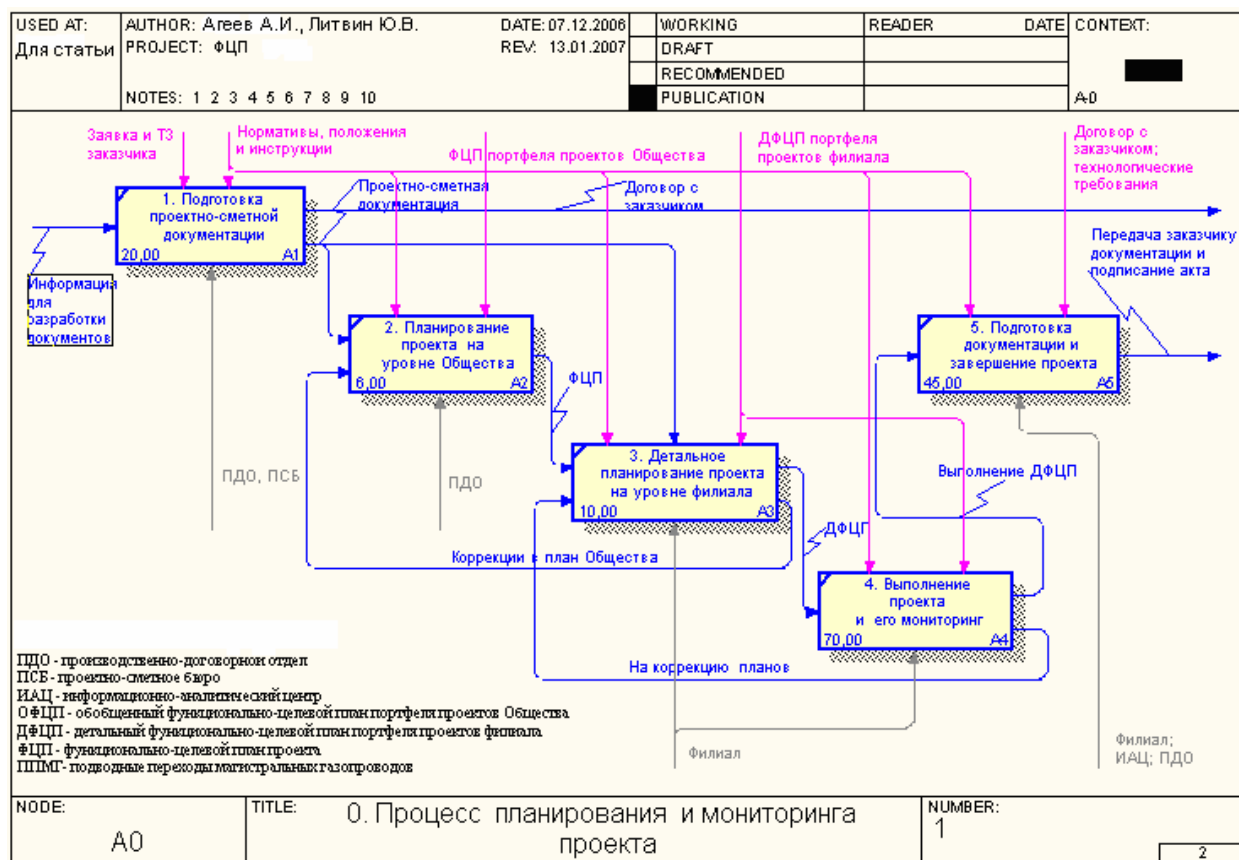 USED AT:
Для статьи
AUTHOR: Агеев А.И., Литвин Ю.В.
PROJECT: ФЦП
DATE: 07.12.2006
REV: 13.01.2007
NOTES: 1 2 3 4 5 6 7 8 9 10
WORKING
DRAFT
RECOMMENDED
PUBLICATION
READER
DATE
CONTEXT:
A-0
Заявка и ТЗ
заказчика
Нормативы, положения
и инструкции
ФЦП портфеля проектов Общества
ДФЦП портфеля
проектов филиала
Договор с
заказчиком;
технологические
требования
Проектно-сметная
документация
Договор с
заказчиком
1. Подготовка
проектно-сметной
документации
20,00
A1
Информация
для
разработки
документов
Передача заказчику
документации и
подписание акта
2. Планирование
проекта на
уровне Общества
6,00
A2
ФЦП
5. Подготовка
документации и
завершение проекта
45,00
A5
ПДО, ПСБ
ПДО
3. Детальное
планирование проекта
на уровне филиала
10,00
A3
Выполнение ДФЦП
ДФЦП
Коррекции в план Общества
4. Выполнение
проекта
и его мониторинг
70,00
A4
На коррекцию планов
Филиал
Филиал;
ИАЦ; ПДО
ПДО - производственно-договорной отдел
ПСБ - проектно-сметное бюро
ИАЦ - информационно-аналитический центр
ОФЦП - обобщенный функционально-целевой план портфеля проектов Общества
ДФЦП - детальный функционально-целевой план портфеля проектов филиала
ФЦП - функционально-целевой план проекта
ППМГ - подводные переходы магистральных газопроводов
NODE:
A0
TITLE:
0. Процесс планирования и мониторинга
проекта
NUMBER:
1
2